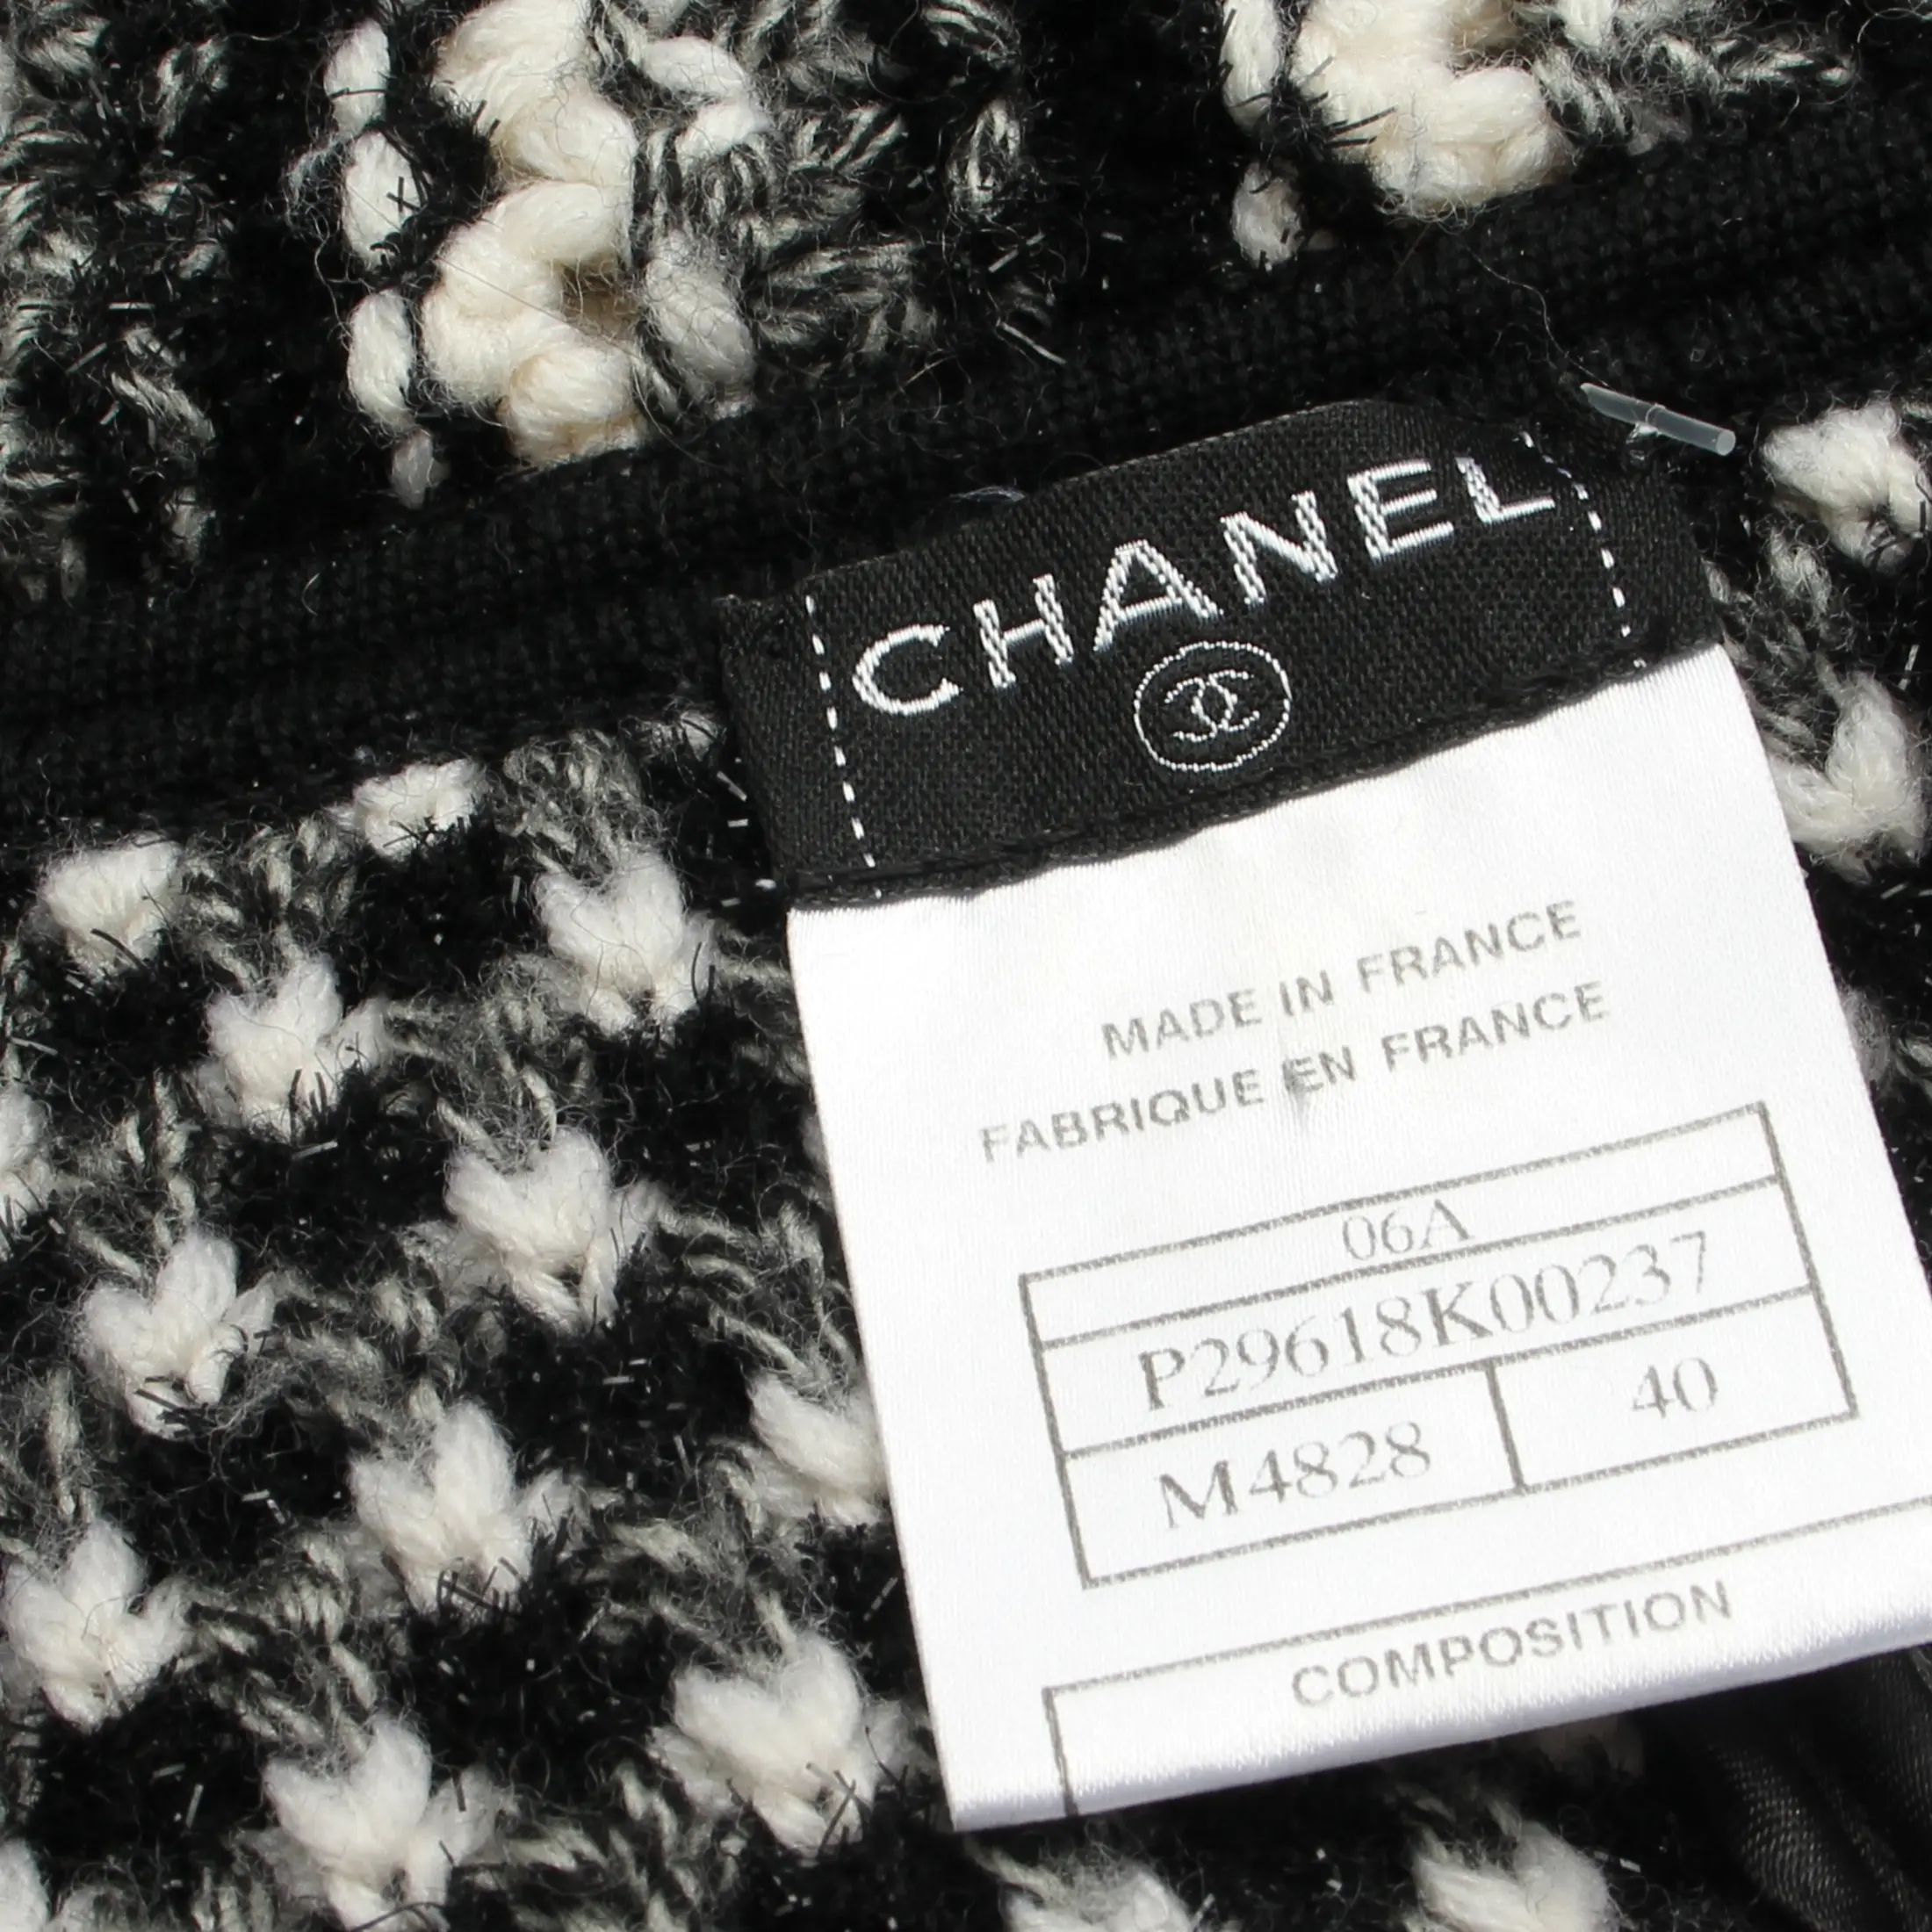 CHANEL
MADE IN FRANCE
FABRIQUE EN FRANCE
06A
P29618K00237
M4828 40
COMPOSITION